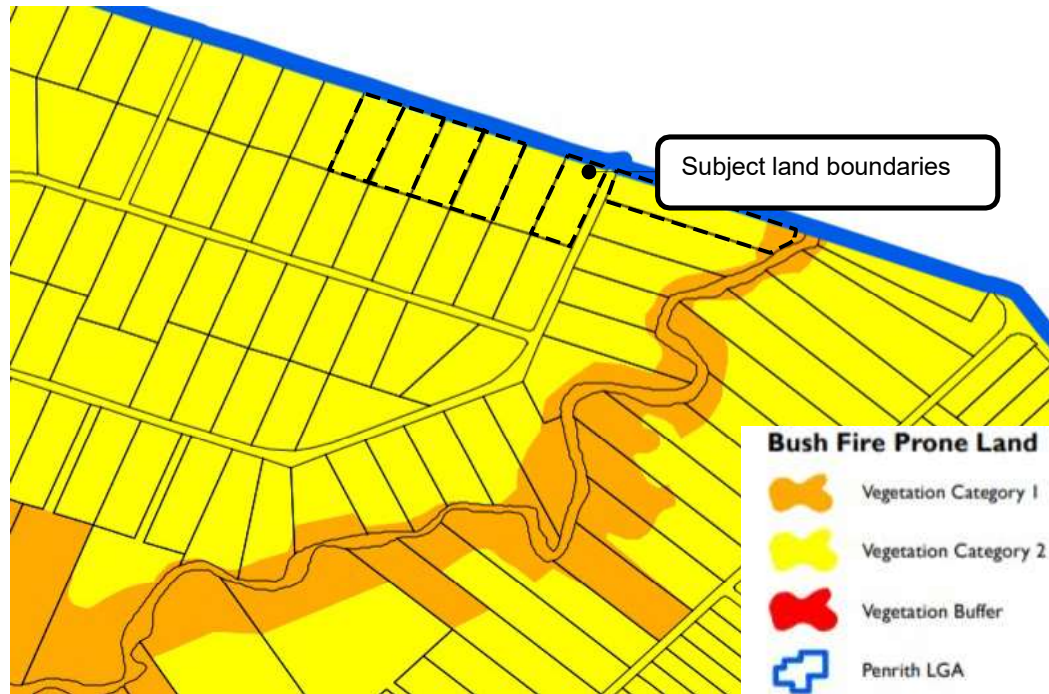 Subject land boundaries
Bush Fire Prone Land
Vegetation Category 1
Vegetation Category 2
Vegetation Buffer
Penrith LGA